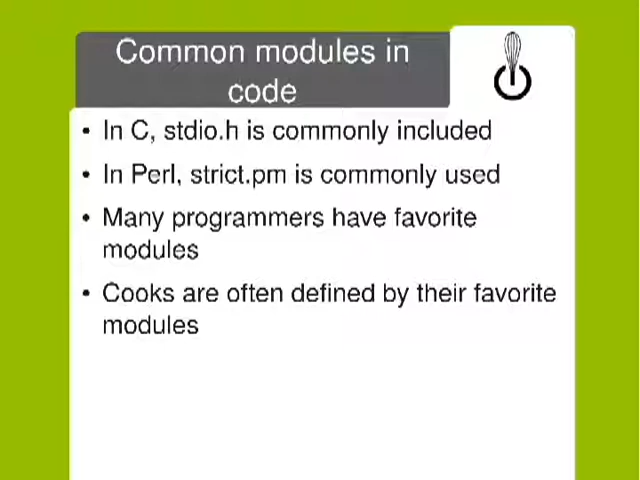 Common modules in
code
• In C, stdio.h is commonly included
• In Perl, strict.pm is commonly used
• Many programmers have favorite
modules
• Cooks are often defined by their favorite
modules